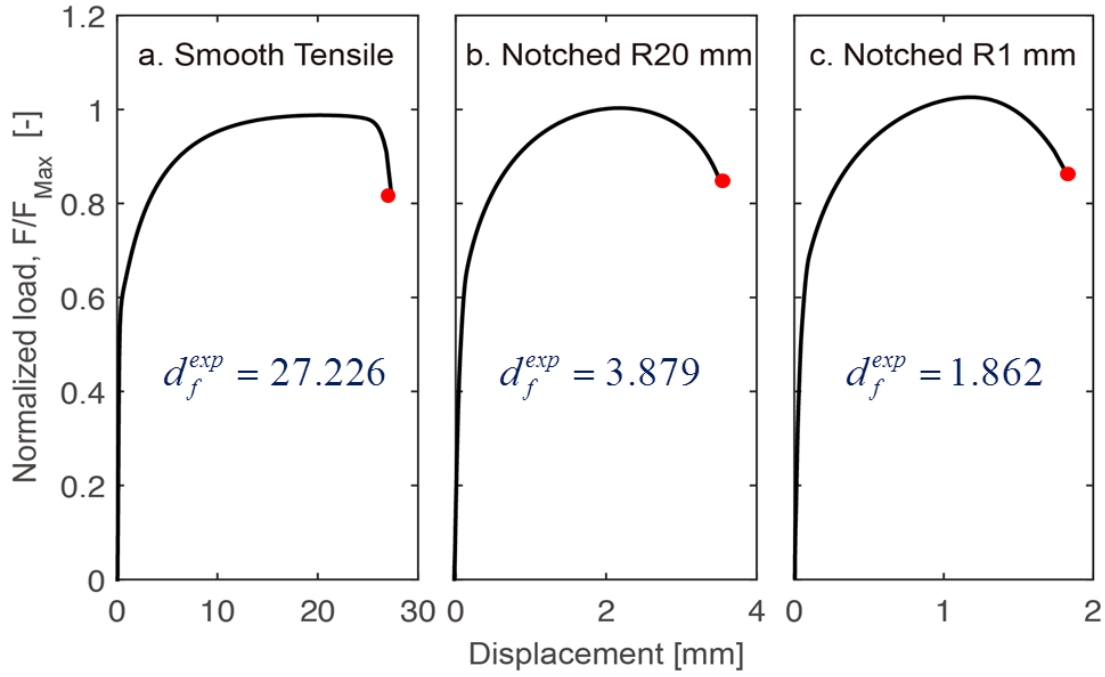 Normalized load, F/F_Max [-]
1.2
1
0.8
0.6
0.4
0.2
0
a. Smooth Tensile
d_f^exp = 27.226
0 10 20 30
b. Notched R20 mm
d_f^exp = 3.879
0 2 4
c. Notched R1 mm
d_f^exp = 1.862
0 1 2
Displacement [mm]